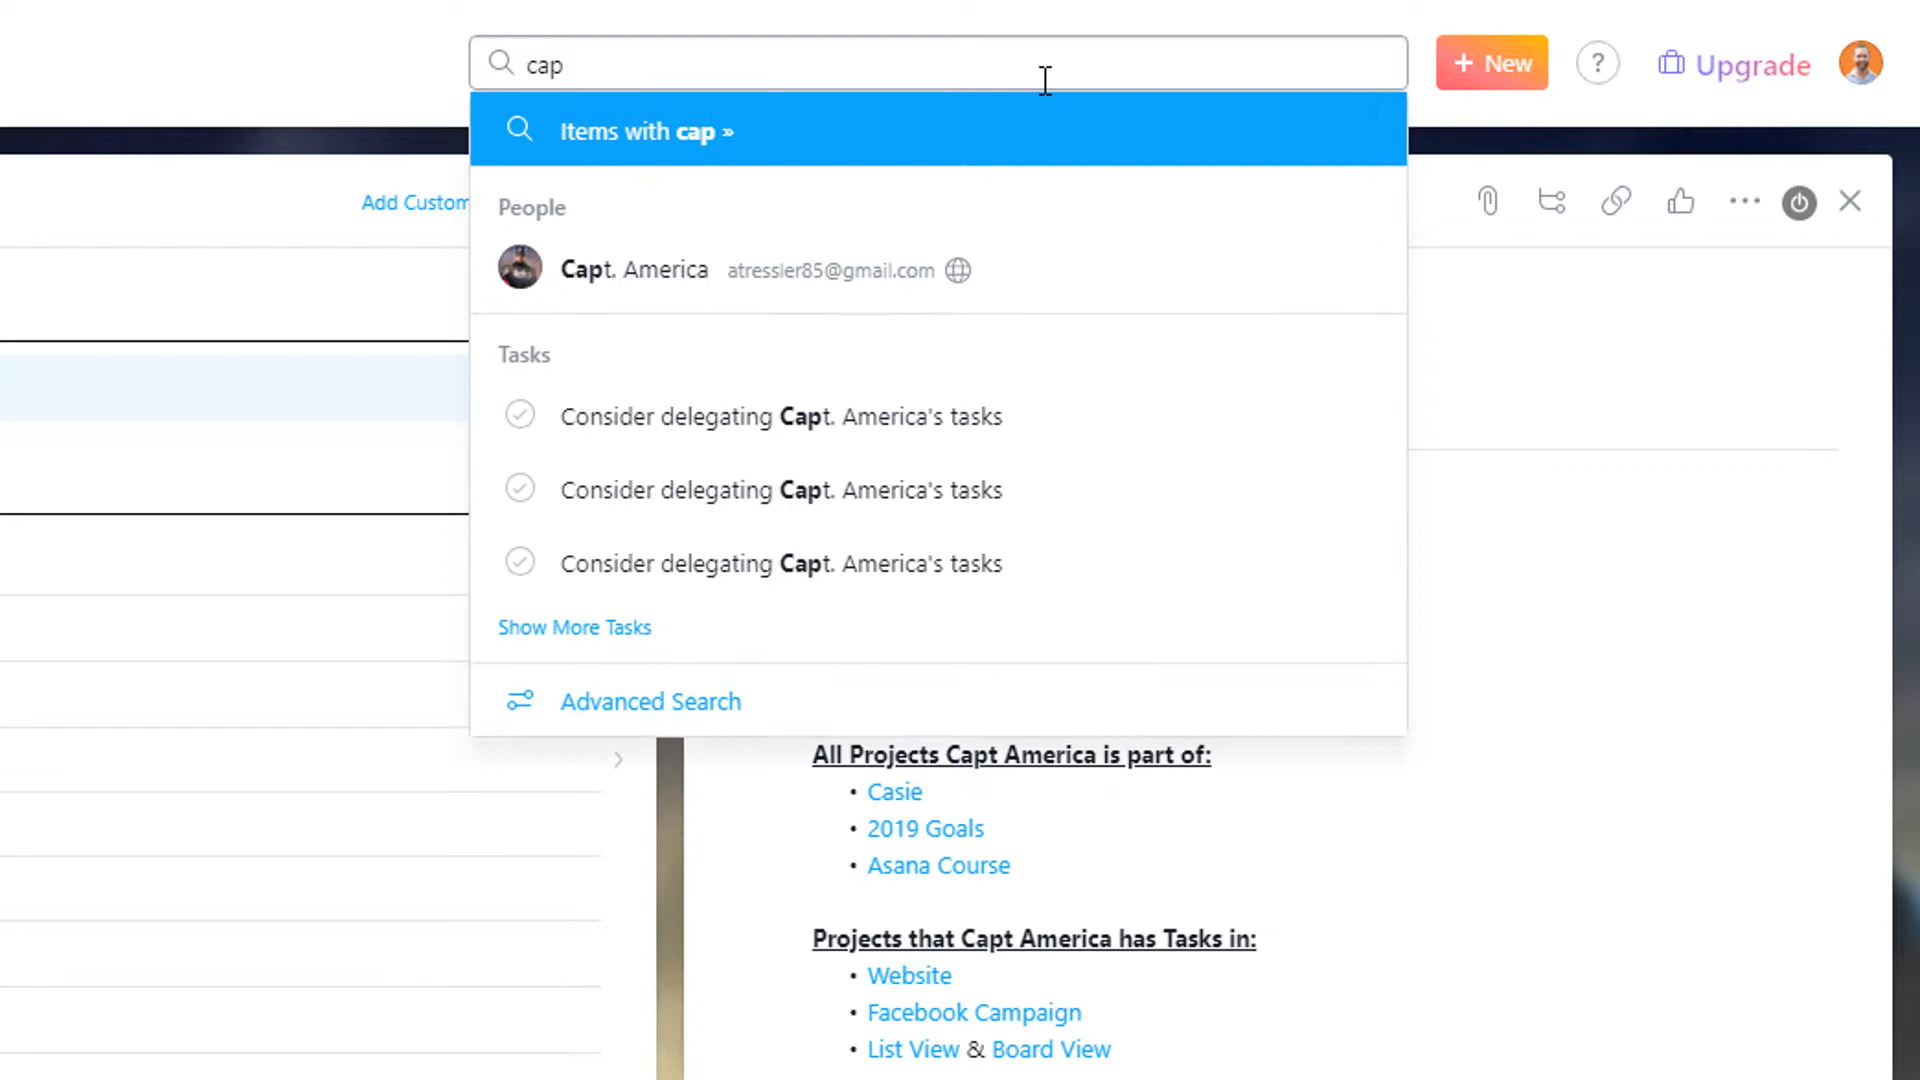 cap
+ New
?
Upgrade
Items with cap »
Add Custom
People
Capt. America atressler85@gmail.com
Tasks
Consider delegating Capt. America's tasks
Consider delegating Capt. America's tasks
Consider delegating Capt. America's tasks
Show More Tasks
Advanced Search
All Projects Capt America is part of:
• Casie
• 2019 Goals
• Asana Course
Projects that Capt America has Tasks in:
• Website
• Facebook Campaign
• List View & Board View